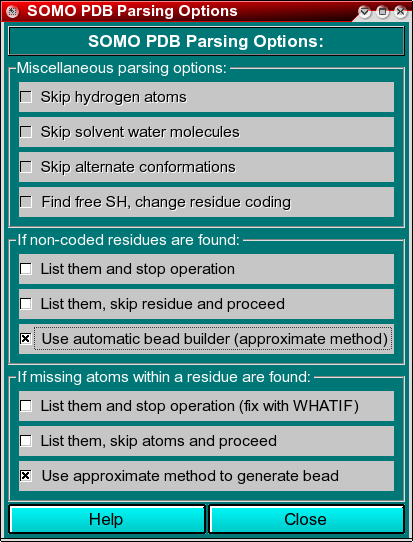 SOMO PDB Parsing Options
SOMO PDB Parsing Options:
Miscellaneous parsing options:
Skip hydrogen atoms
Skip solvent water molecules
Skip alternate conformations
Find free SH, change residue coding
If non-coded residues are found:
List them and stop operation
List them, skip residue and proceed
Use automatic bead builder (approximate method)
If missing atoms within a residue are found:
List them and stop operation (fix with WHATIF)
List them, skip atoms and proceed
Use approximate method to generate bead
Help Close